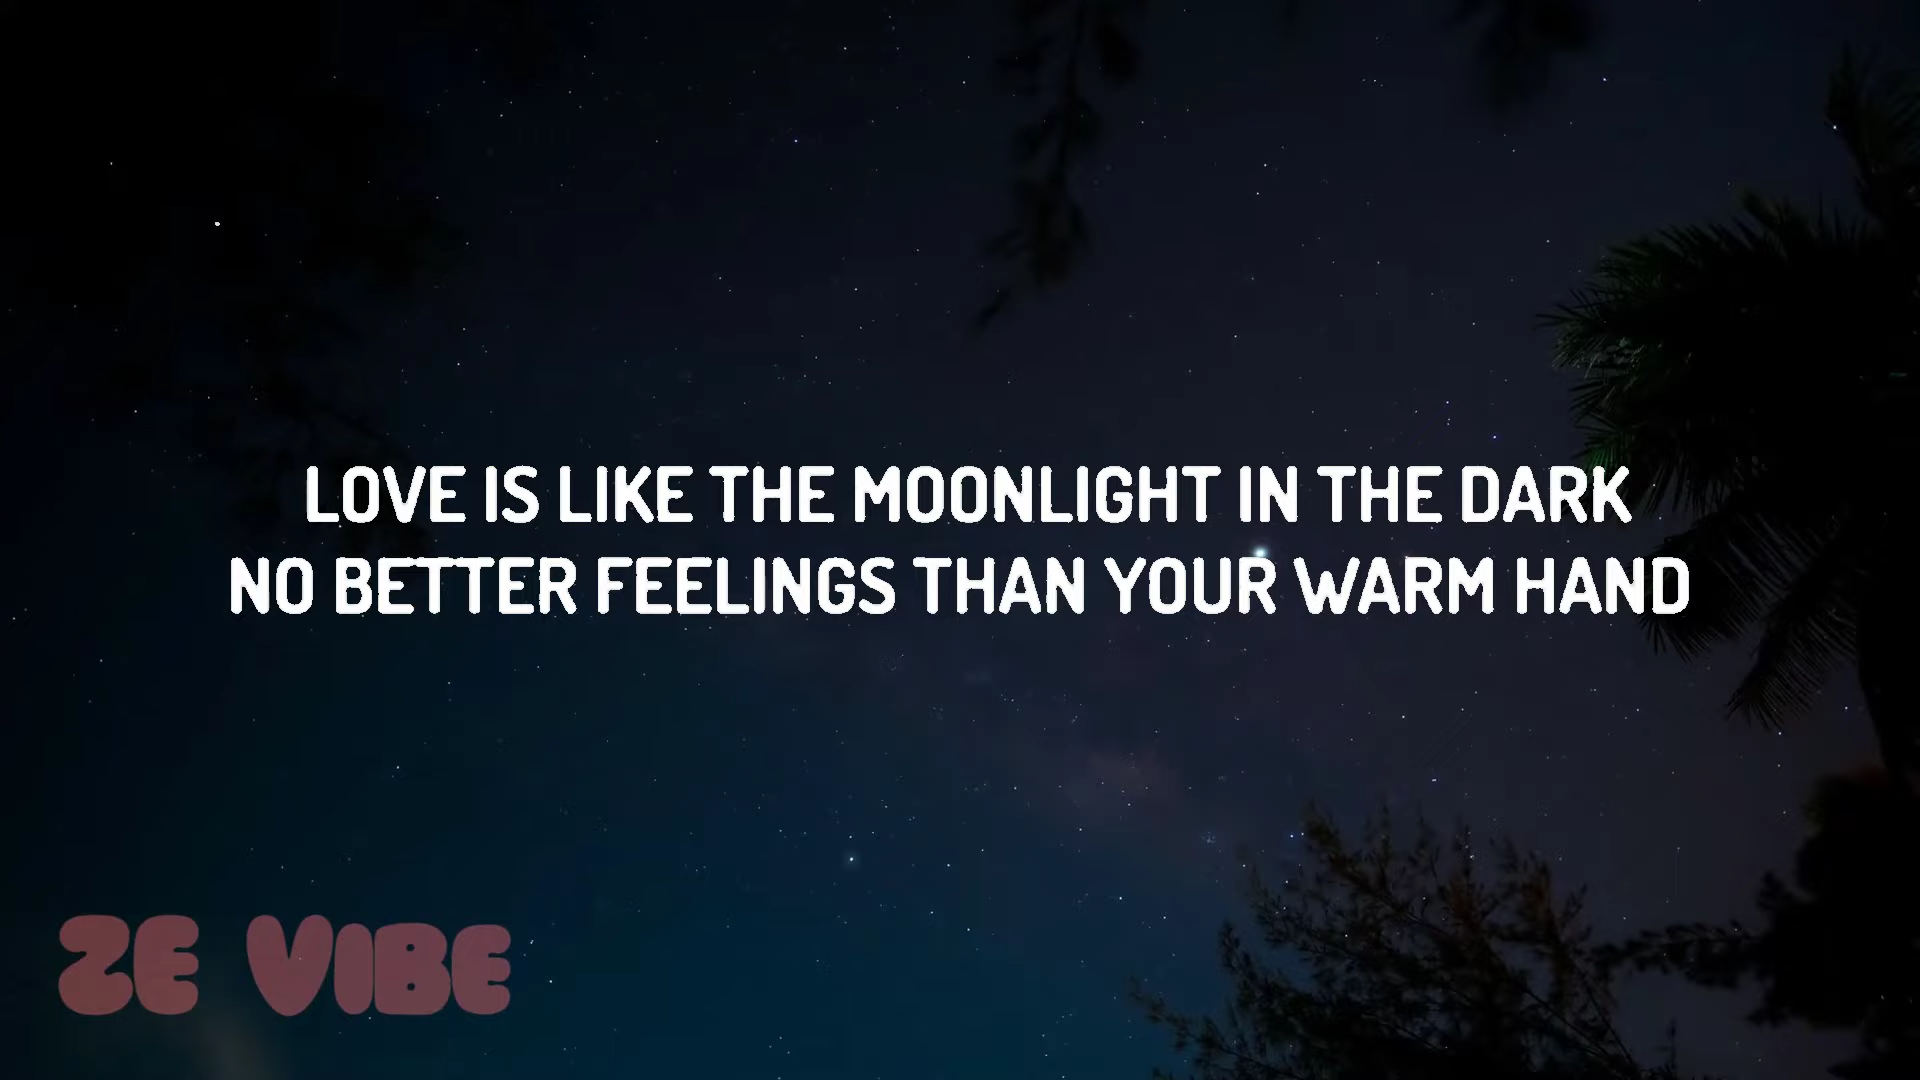 LOVE IS LIKE THE MOONLIGHT IN THE DARK
NO BETTER FEELINGS THAN YOUR WARM HAND
ZE VIBE